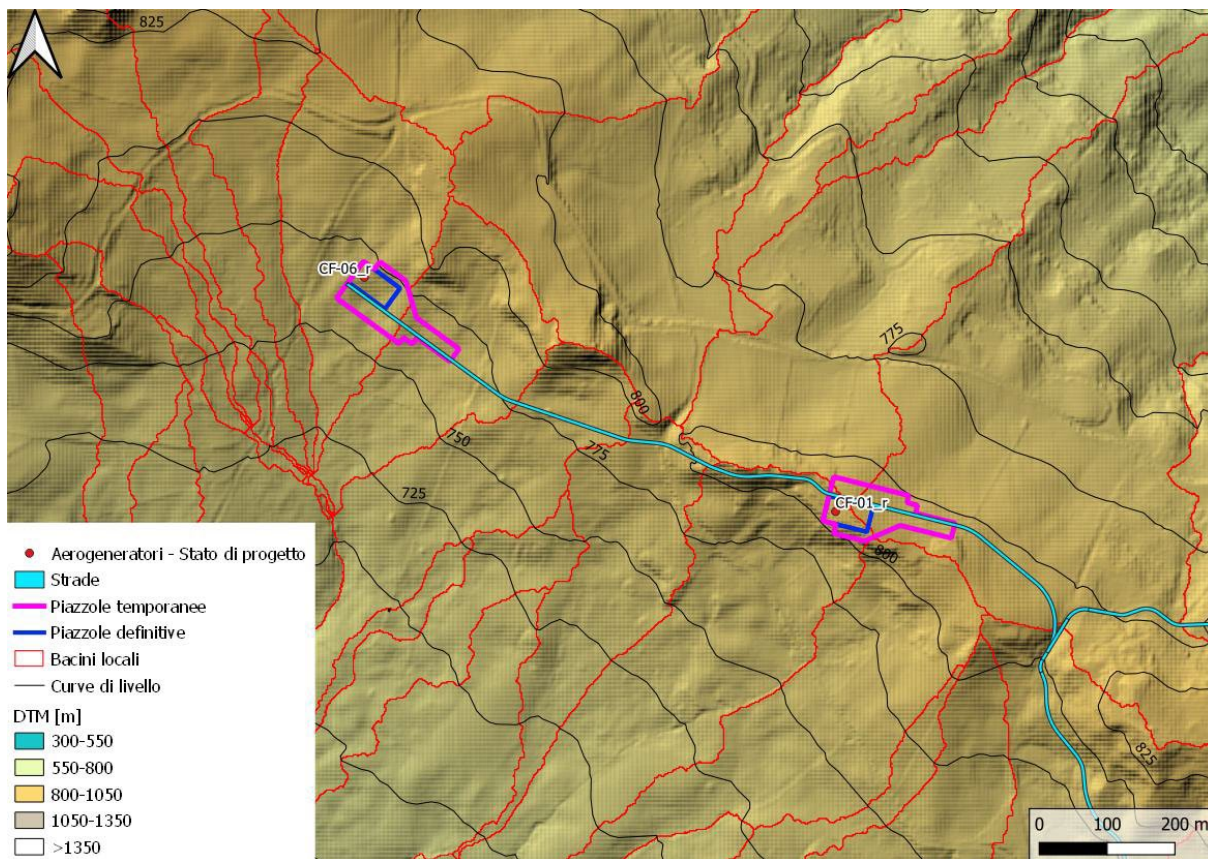 825
CF-06_r
775
800
750
775
725
CF-01_r
800
825
Aerogeneratori - Stato di progetto
Strade
Piazzole temporanee
Piazzole definitive
Bacini locali
Curve di livello
DTM [m]
300-550
550-800
800-1050
1050-1350
>1350
0 100 200 m